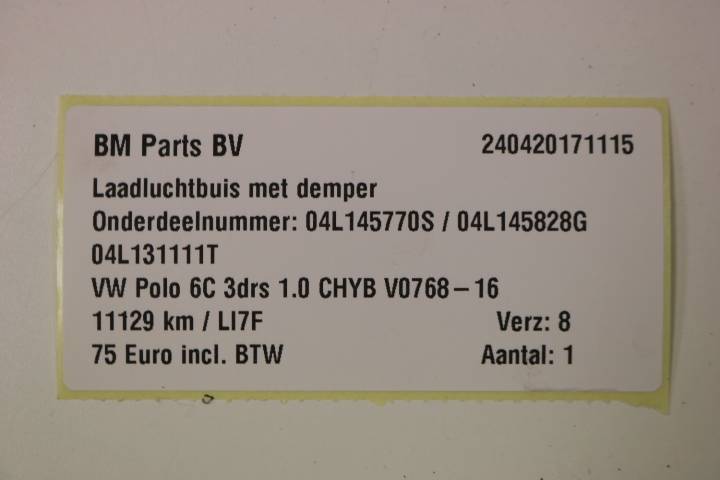 BM Parts BV 240420171115
Laadluchtbuis met demper
Onderdeelnummer: 04L145770S / 04L145828G
04L131111T
VW Polo 6C 3drs 1.0 CHYB V0768-16
11129 km / LI7F Verz: 8
75 Euro incl. BTW Aantal: 1